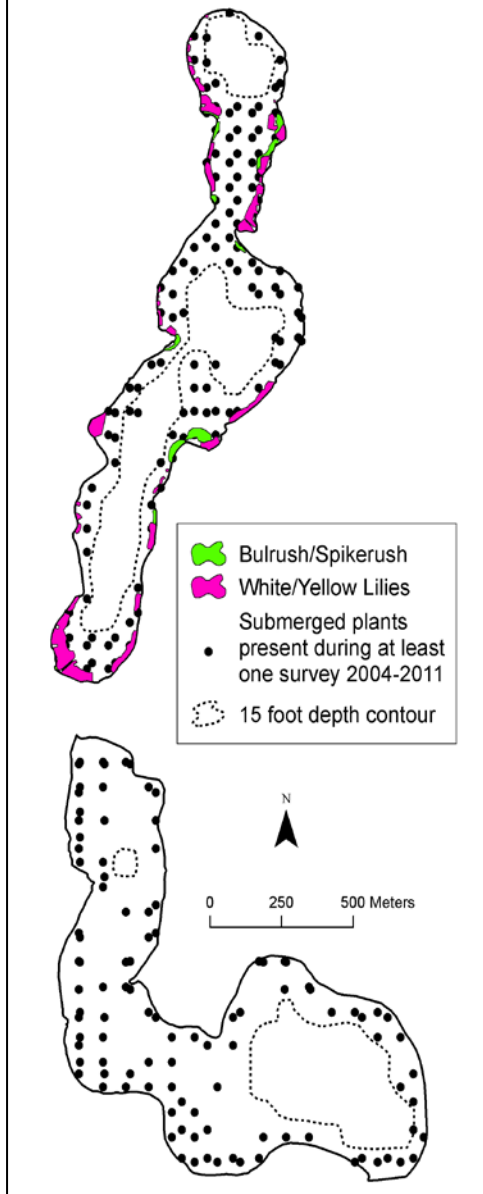 Bulrush/Spikerush
White/Yellow Lilies
Submerged plants
present during at least
one survey 2004-2011
15 foot depth contour
N
0 250 500 Meters